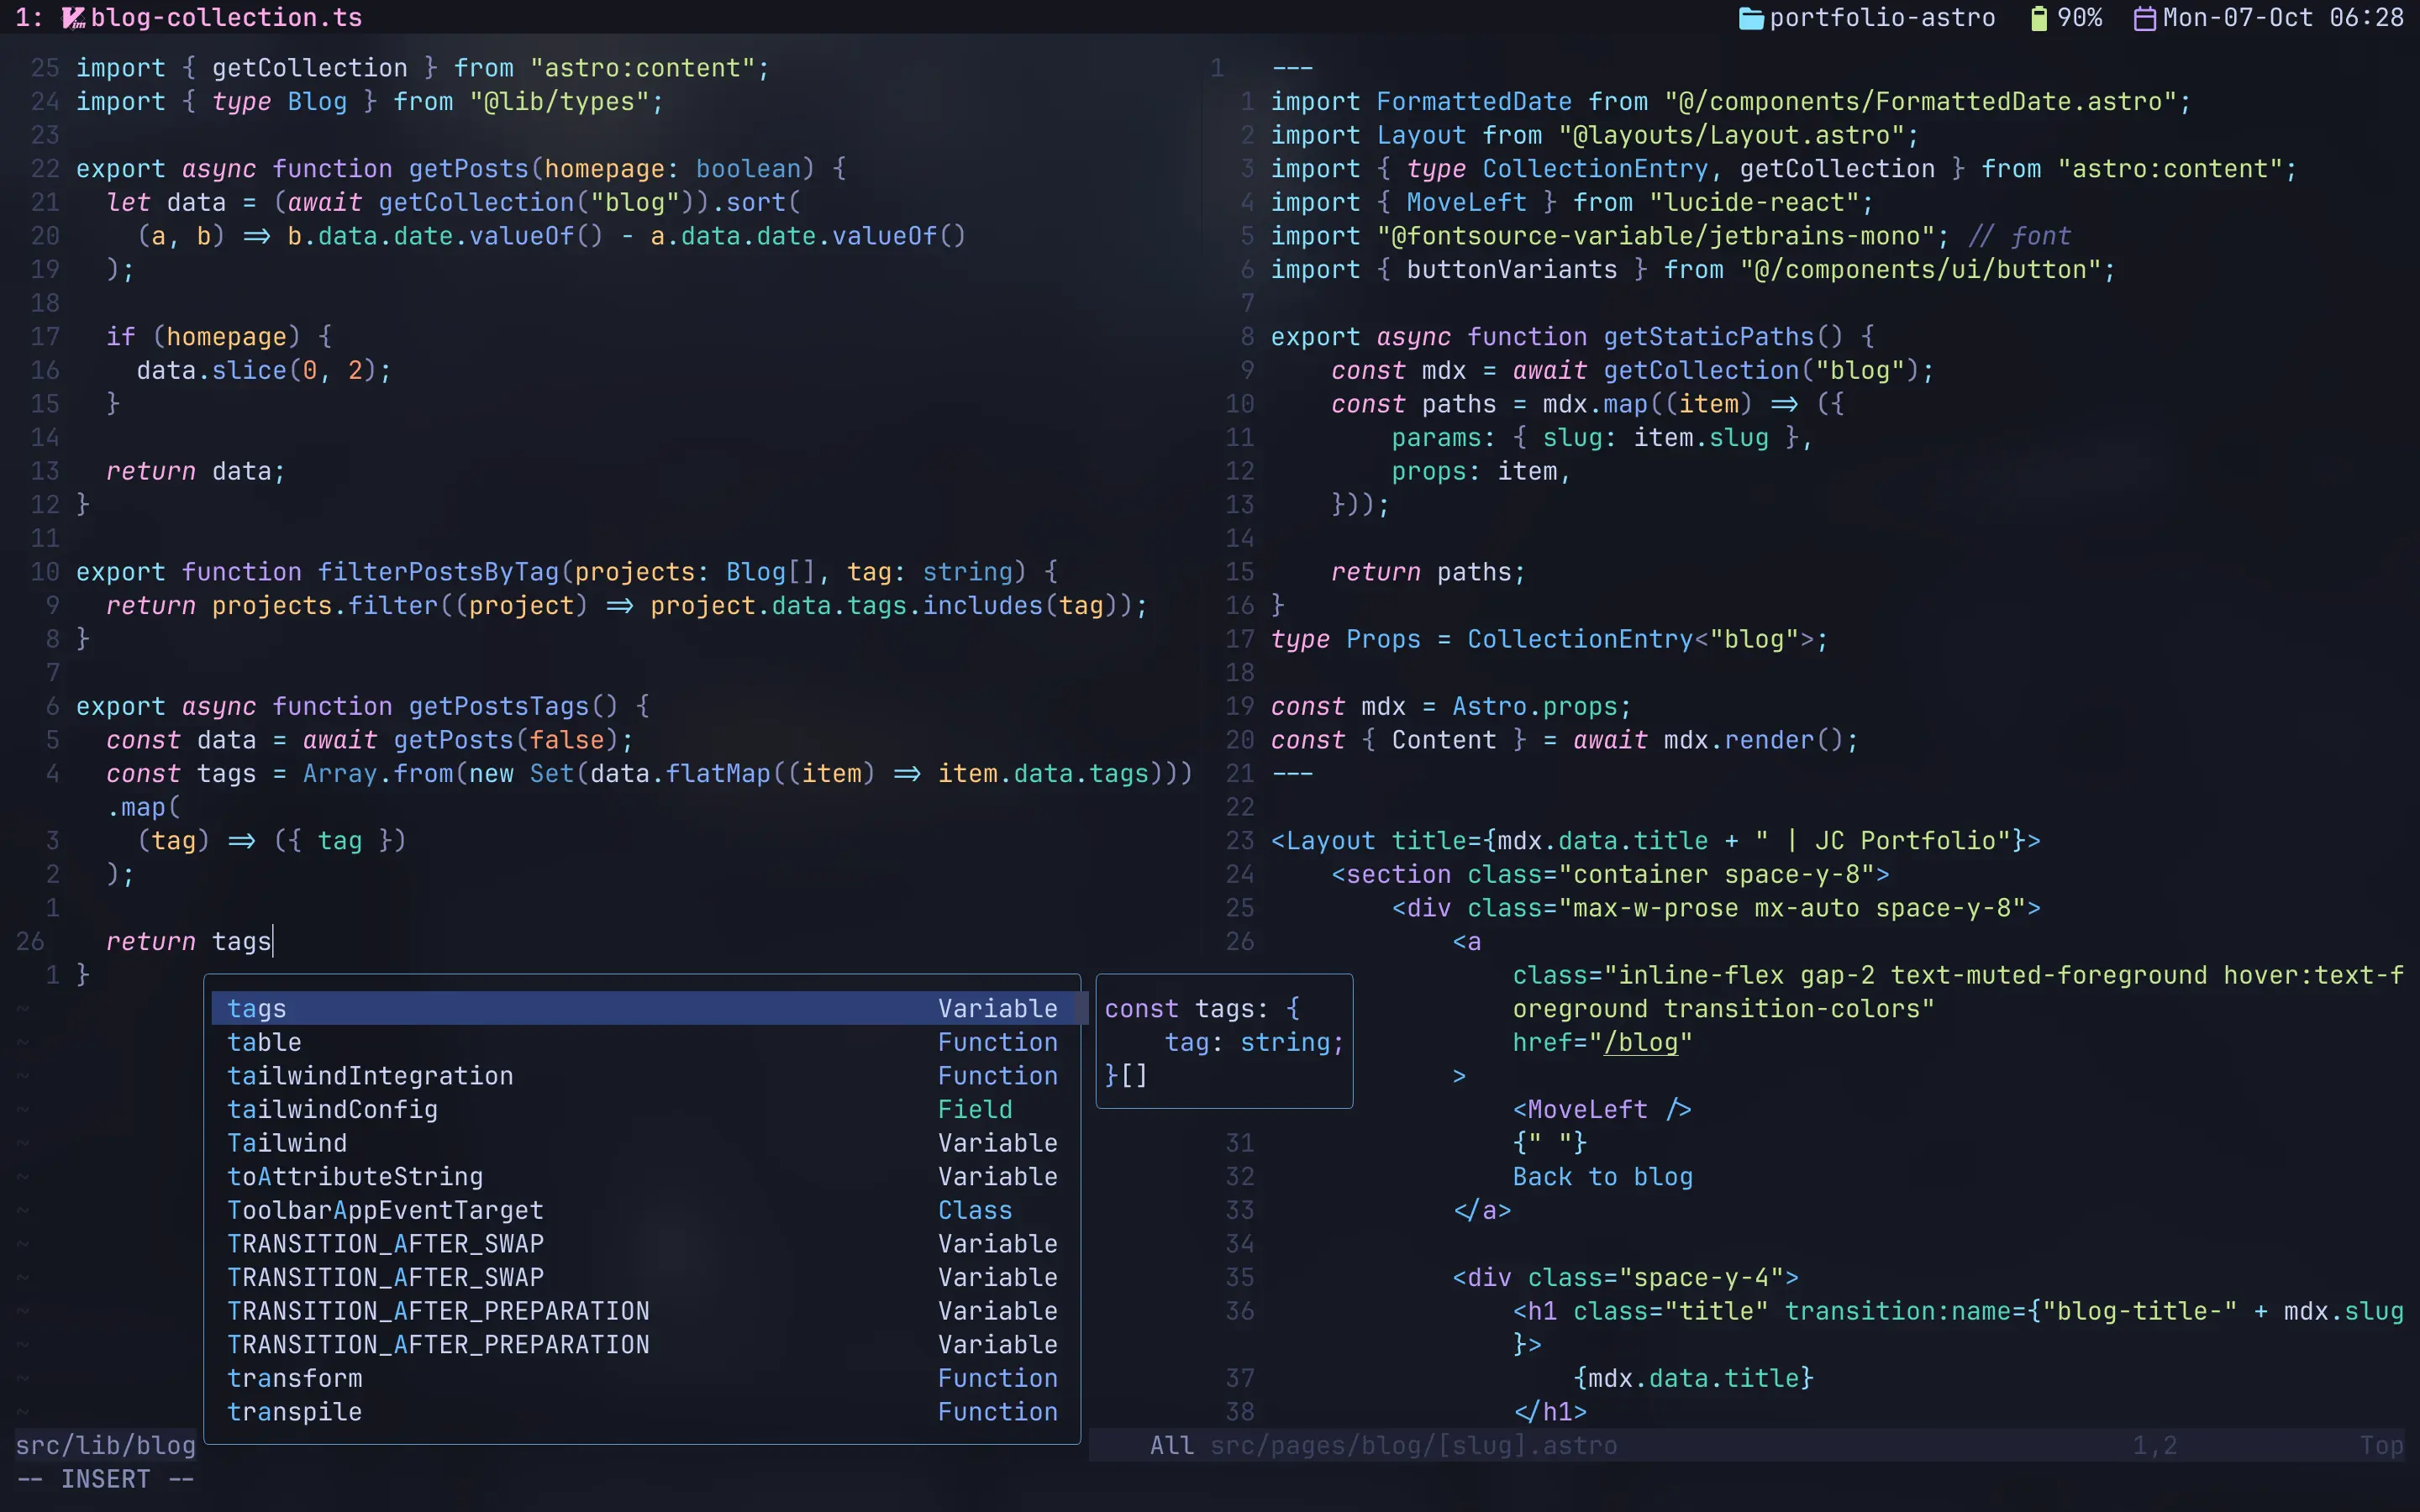 1: blog-collection.ts
portfolio-astro 90% Mon-07-Oct 06:28
25 import { getCollection } from "astro:content";
24 import { type Blog } from "@lib/types";
23
22 export async function getPosts(homepage: boolean) {
21   let data = (await getCollection("blog")).sort(
20     (a, b) => b.data.date.valueOf() - a.data.date.valueOf()
19   );
18
17   if (homepage) {
16     data.slice(0, 2);
15   }
14
13   return data;
12 }
11
10 export function filterPostsByTag(projects: Blog[], tag: string) {
9   return projects.filter((project) => project.data.tags.includes(tag));
8 }
7
6 export async function getPostsTags() {
5   const data = await getPosts(false);
4   const tags = Array.from(new Set(data.flatMap((item) => item.data.tags)))
  .map(
3     (tag) => ({ tag })
2   );
1
26   return tags
1 }
~
~
~
~
~
~
~
~
~
~
~
~
~
tags Variable
table Function
tailwindIntegration Function
tailwindConfig Field
Tailwind Variable
toAttributeString Variable
ToolbarAppEventTarget Class
TRANSITION_AFTER_SWAP Variable
TRANSITION_AFTER_SWAP Variable
TRANSITION_AFTER_PREPARATION Variable
TRANSITION_AFTER_PREPARATION Variable
transform Function
transpile Function
const tags: {
    tag: string;
}[]
src/lib/blog
All
-- INSERT --
1 ---
1 import FormattedDate from "@/components/FormattedDate.astro";
2 import Layout from "@layouts/Layout.astro";
3 import { type CollectionEntry, getCollection } from "astro:content";
4 import { MoveLeft } from "lucide-react";
5 import "@fontsource-variable/jetbrains-mono"; // font
6 import { buttonVariants } from "@/components/ui/button";
7
8 export async function getStaticPaths() {
9     const mdx = await getCollection("blog");
10     const paths = mdx.map((item) => ({
11         params: { slug: item.slug },
12         props: item,
13     }));
14
15     return paths;
16 }
17 type Props = CollectionEntry<"blog">;
18
19 const mdx = Astro.props;
20 const { Content } = await mdx.render();
21 ---
22
23 <Layout title={mdx.data.title + " | JC Portfolio"}>
24     <section class="container space-y-8">
25         <div class="max-w-prose mx-auto space-y-8">
26             <a
                class="inline-flex gap-2 text-muted-foreground hover:text-f
                oreground transition-colors"
                href="/blog"
            >
                <MoveLeft />
31                 {" "}
32                 Back to blog
33             </a>
34
35             <div class="space-y-4">
36                 <h1 class="title" transition:name={"blog-title-" + mdx.slug
                }>
37                     {mdx.data.title}
38                 </h1>
src/pages/blog/[slug].astro 1,2 Top